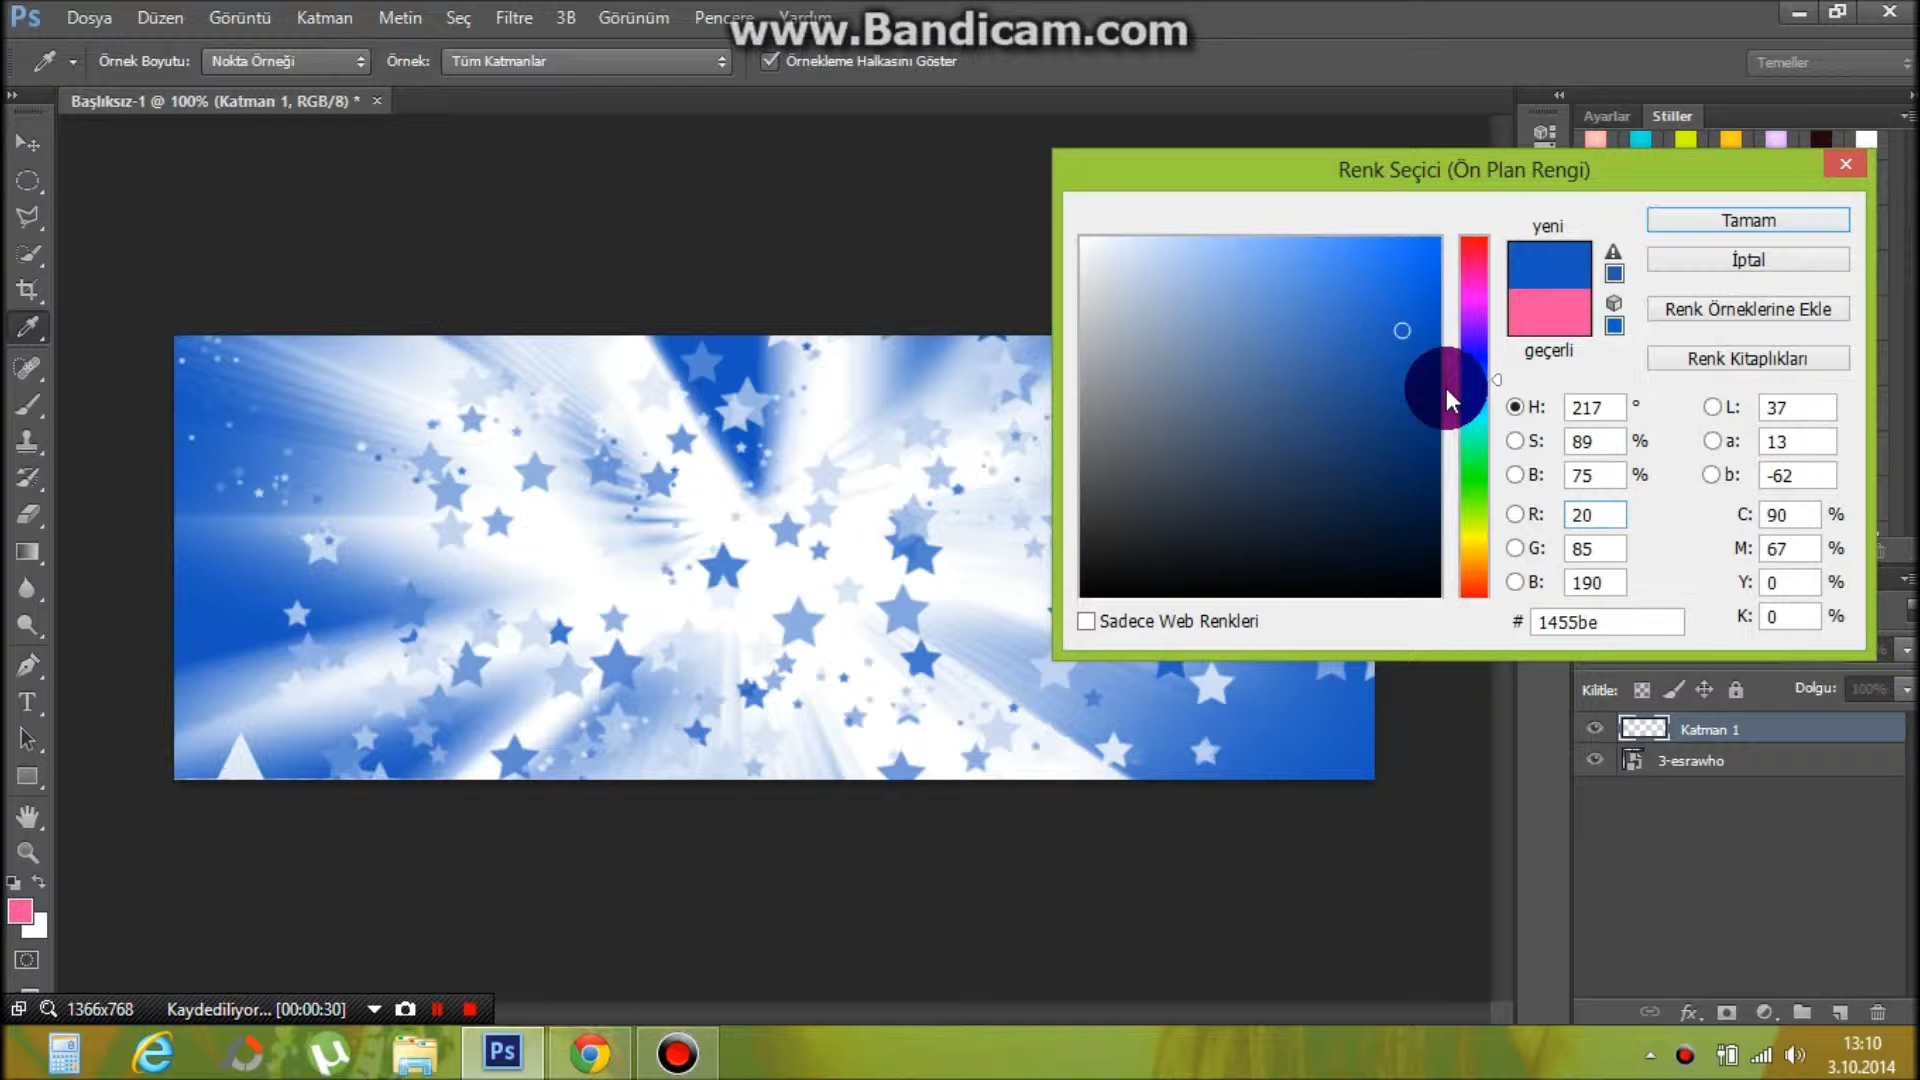 Ps Dosya Düzen Görüntü Katman Metin Seç Filtre 3B Görünüm Pencere Yardım
www.Bandicam.com
Örnek Boyutu: Nokta Örneği Örnek: Tüm Katmanlar Örnekleme Halkasını Göster Temeller
Başlıksız-1 @ 100% (Katman 1, RGB/8) * ×
Ayarlar Stiller
Renk Seçici (Ön Plan Rengi)
yeni
Tamam
İptal
Renk Örneklerine Ekle
geçerli
Renk Kitaplıkları
H: 217 ° L: 37
S: 89 % a: 13
B: 75 % b: -62
R: 20 C: 90 %
G: 85 M: 67 %
B: 190 Y: 0 %
Sadece Web Renkleri # 1455be K: 0 %
Kilitle: Dolgu: 100%
Katman 1
3-esrawho
fx
T
1366x768 Kaydediliyor... [00:00:30]
Ps
13:10
3.10.2014